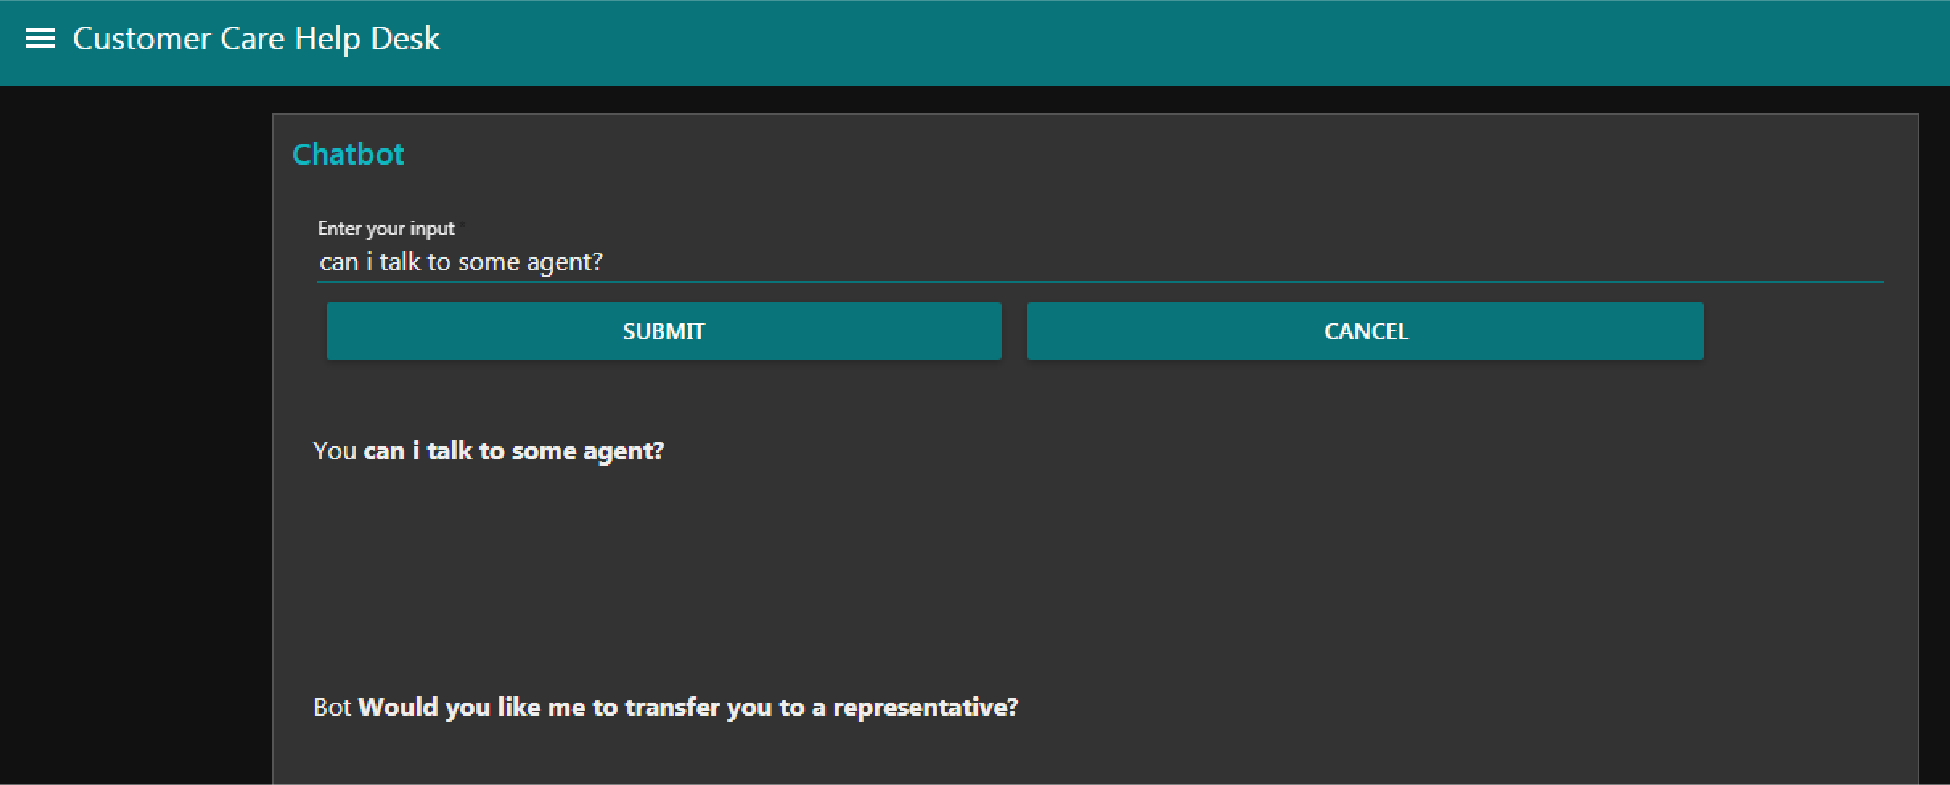 Customer Care Help Desk
Chatbot
Enter your input
can i talk to some agent?
SUBMIT CANCEL
You can i talk to some agent?
Bot Would you like me to transfer you to a representative?